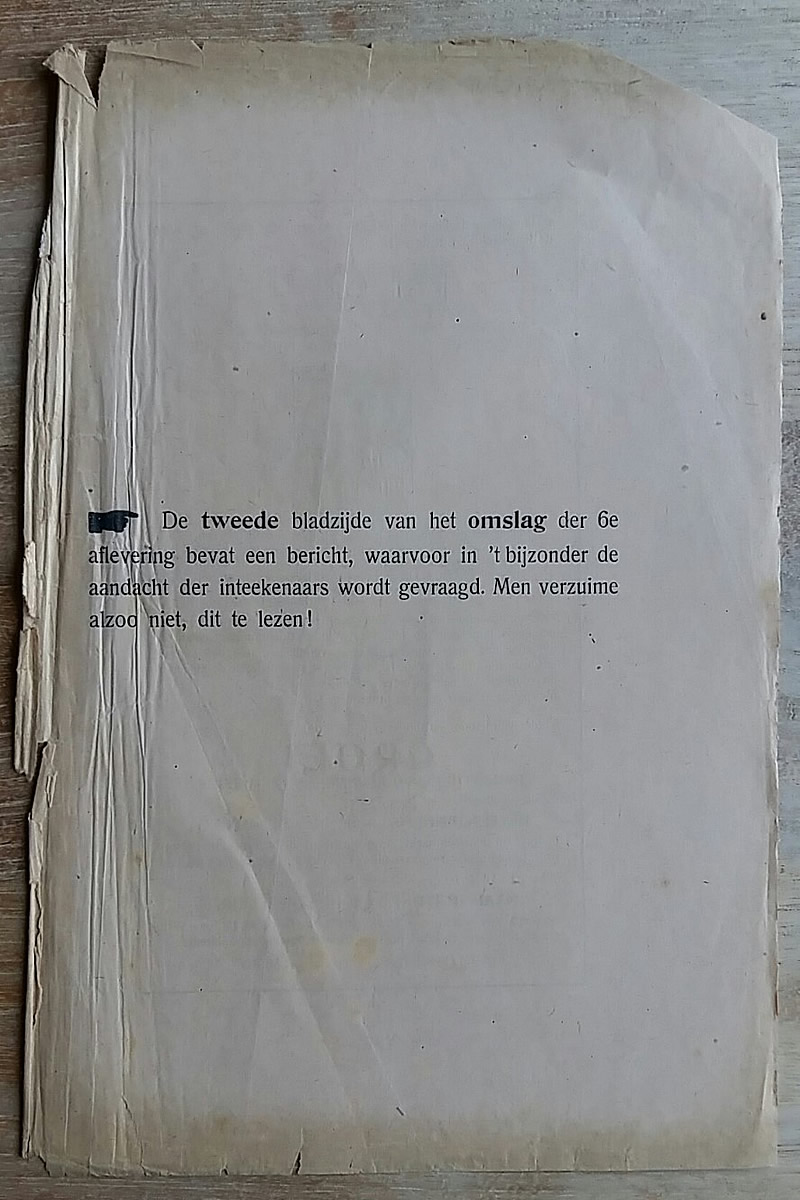 ☛ De tweede bladzijde van het omslag der 6e
aflevering bevat een bericht, waarvoor in 't bijzonder de
aandacht der inteekenaars wordt gevraagd. Men verzuime
alzoo niet, dit te lezen!